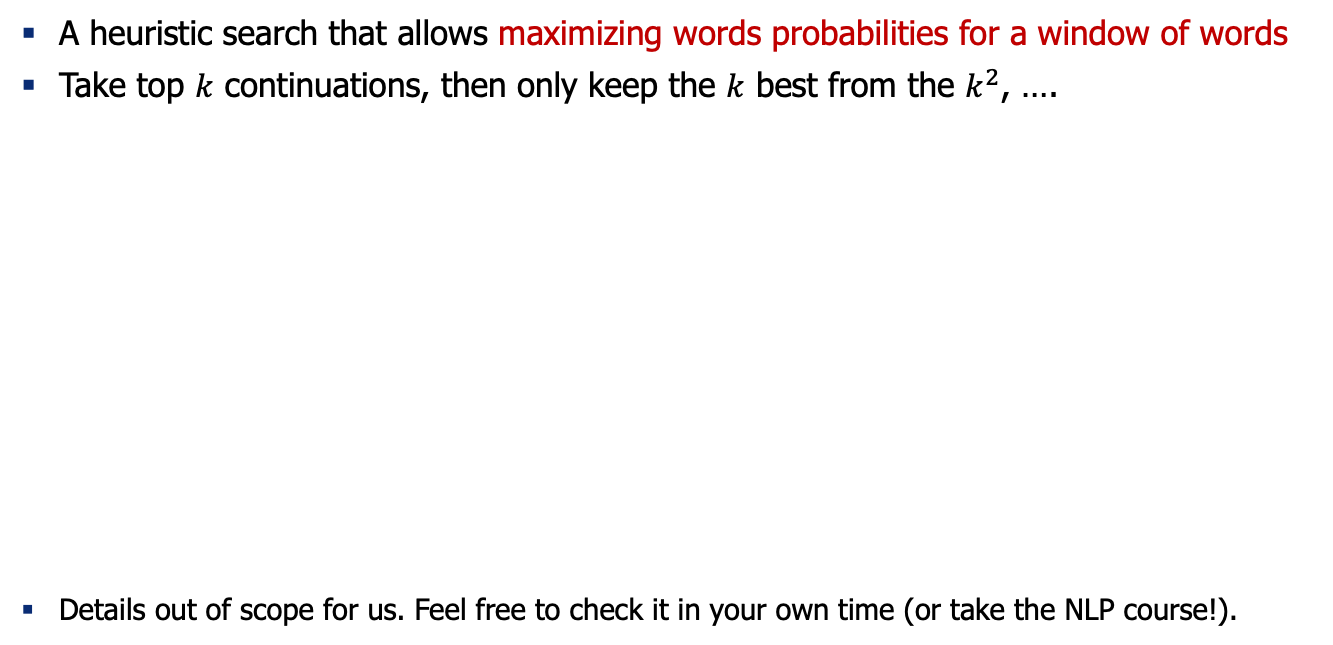 ▪ A heuristic search that allows maximizing words probabilities for a window of words
▪ Take top k continuations, then only keep the k best from the k², ….
▪ Details out of scope for us. Feel free to check it in your own time (or take the NLP course!).